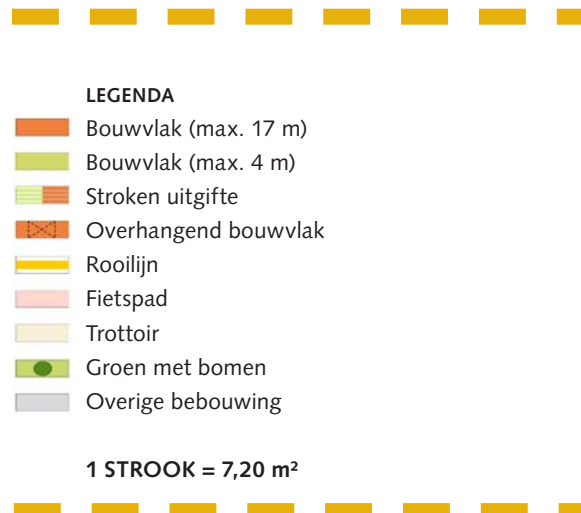 LEGENDA
Bouwvlak (max. 17 m)
Bouwvlak (max. 4 m)
Stroken uitgifte
Overhangend bouwvlak
Rooilijn
Fietspad
Trottoir
Groen met bomen
Overige bebouwing
1 STROOK = 7,20 m²